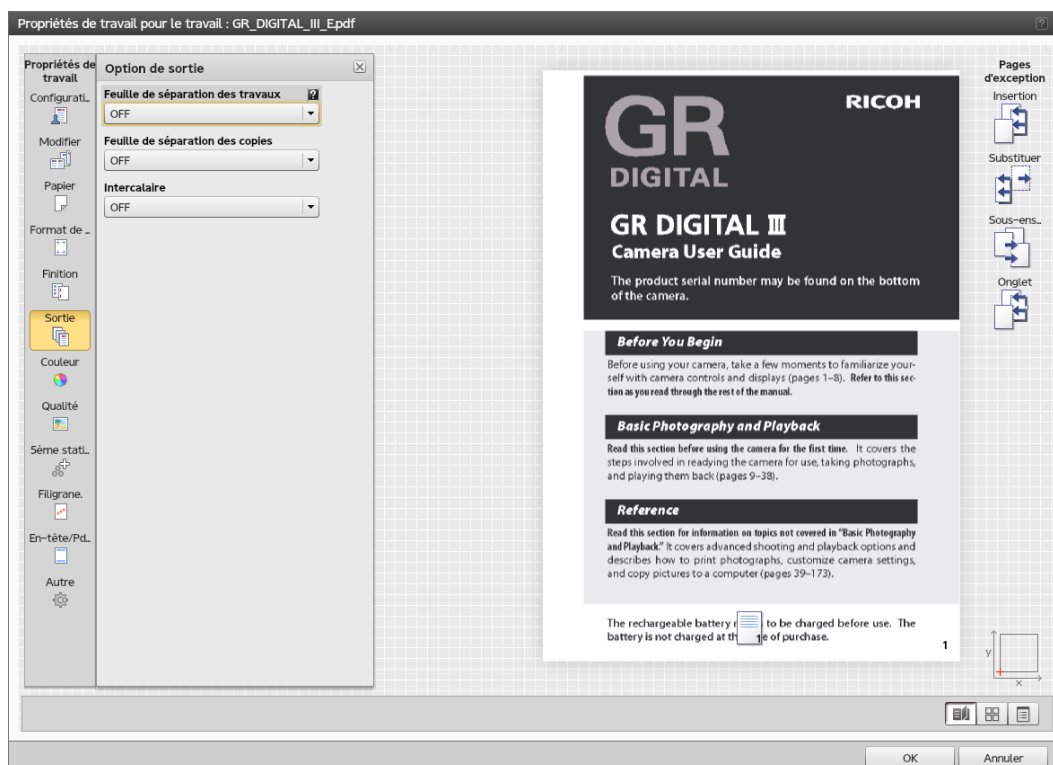 Propriétés de travail pour le travail : GR_DIGITAL_III_E.pdf
Propriétés de
travail
Configurati..
Modifier
Papier
Format de ..
Finition
Sortie
Couleur
Qualité
5ème stati..
Filigrane.
En-tête/Pd..
Autre
Option de sortie
Feuille de séparation des travaux ?
OFF
Feuille de séparation des copies
OFF
Intercalaire
OFF
RICOH
GR
DIGITAL
GR DIGITAL III
Camera User Guide
The product serial number may be found on the bottom
of the camera.
Before You Begin
Before using your camera, take a few moments to familiarize your-
self with camera controls and displays (pages 1–8). Refer to this sec-
tion as you read through the rest of the manual.
Basic Photography and Playback
Read this section before using the camera for the first time. It covers the
steps involved in readying the camera for use, taking photographs,
and playing them back (pages 9–38).
Reference
Read this section for information on topics not covered in "Basic Photography
and Playback." It covers advanced shooting and playback options and
describes how to print photographs, customize camera settings,
and copy pictures to a computer (pages 39–173).
The rechargeable battery to be charged before use. The
battery is not charged at of purchase.
1
1
Pages
d'exception
Insertion
Substituer
Sous-ens..
Onglet
y
x
OK
Annuler